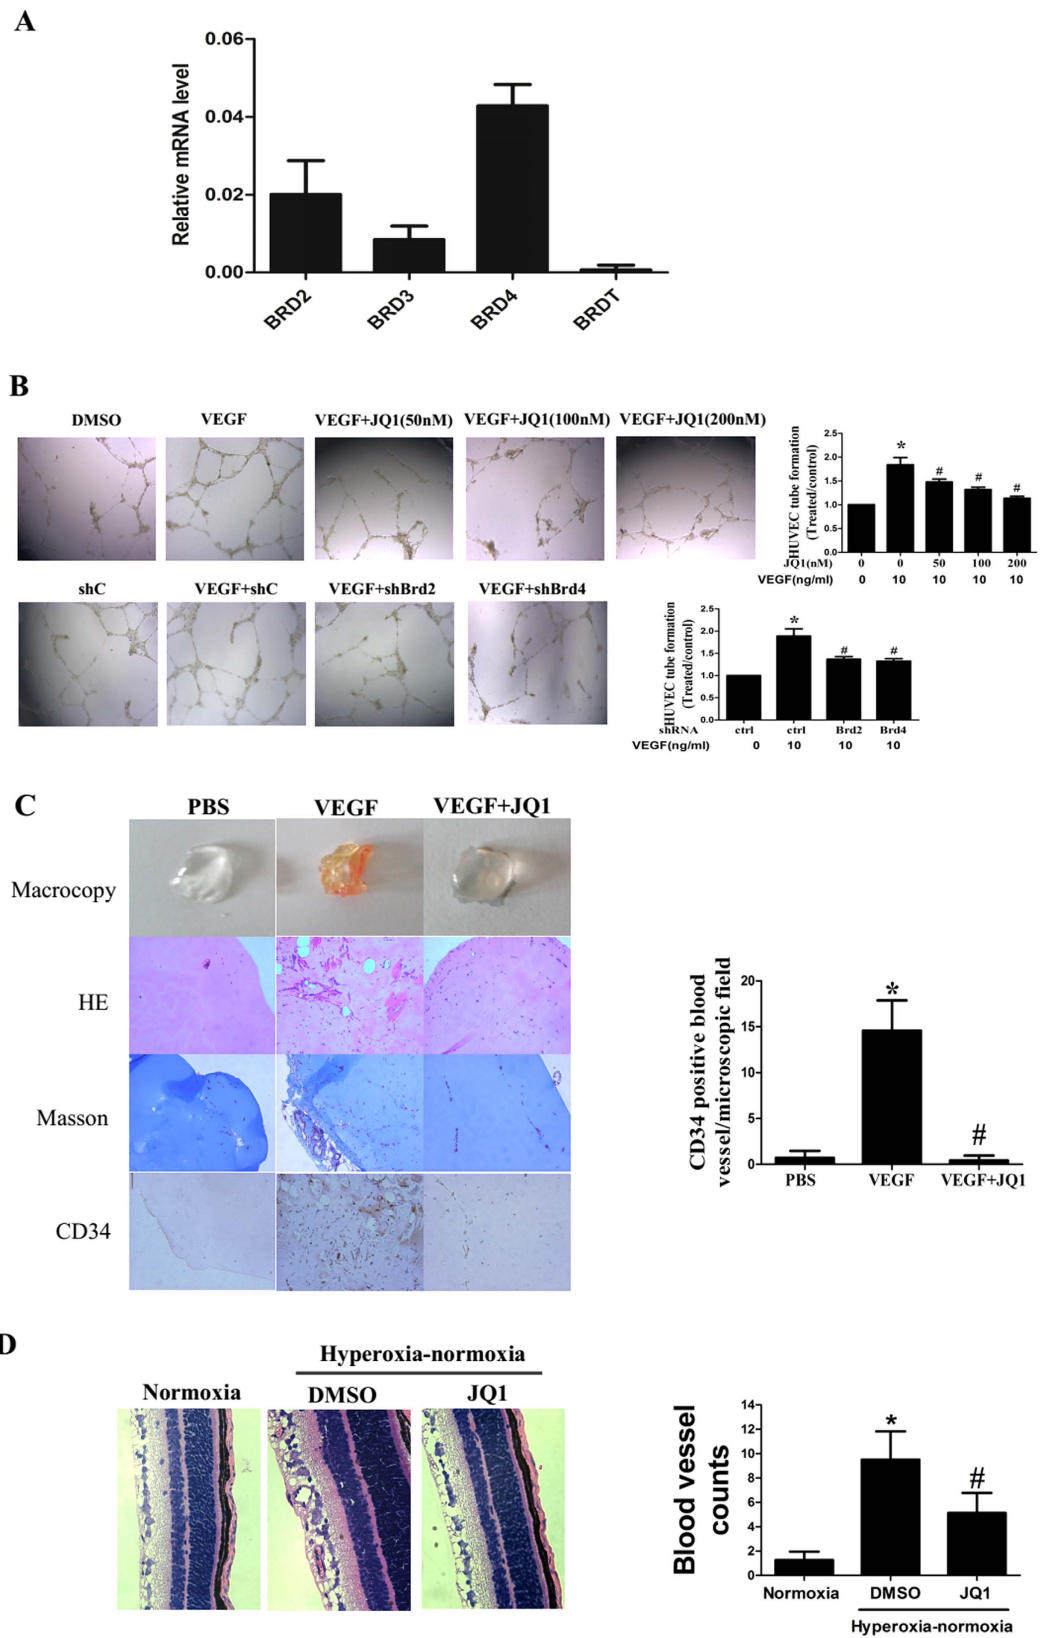 A
Relative mRNA level
0.06
0.04
0.02
0.00
BRD2
BRD3
BRD4
BRDT
B
DMSO
VEGF
VEGF+JQ1(50nM)
VEGF+JQ1(100nM)
VEGF+JQ1(200nM)
HUVEC tube formation
(Treated/control)
2.5
2.0
1.5
1.0
0.5
0.0
*
#
#
#
JQ1(nM) 0 0 50 100 200
VEGF(ng/ml) 0 10 10 10 10
shC
VEGF+shC
VEGF+shBrd2
VEGF+shBrd4
HUVEC tube formation
(Treated/control)
2.5
2.0
1.5
1.0
0.5
0.0
*
#
#
shRNA ctrl ctrl Brd2 Brd4
VEGF(ng/ml) 0 10 10 10
C
PBS
VEGF
VEGF+JQ1
Macrocopy
HE
Masson
CD34
CD34 positive blood
vessel/microscopic field
20
15
10
5
0
*
#
PBS
VEGF
VEGF+JQ1
D
Hyperoxia-normoxia
Normoxia
DMSO
JQ1
Blood vessel
counts
14
12
10
8
6
4
2
0
*
#
Normoxia
DMSO
JQ1
Hyperoxia-normoxia